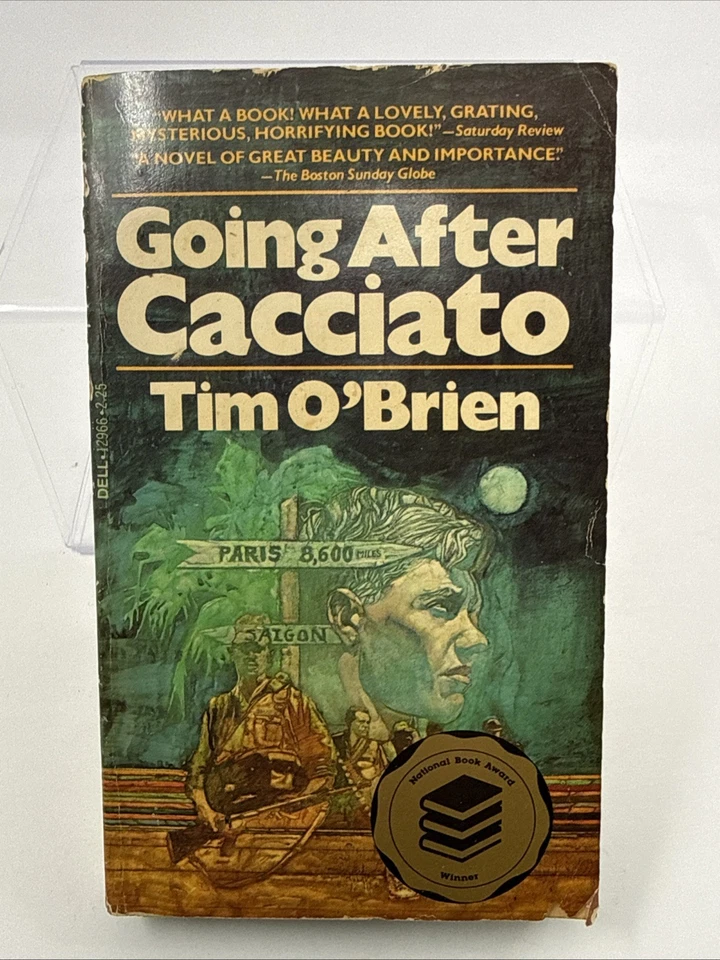 "WHAT A BOOK! WHAT A LOVELY, GRATING,
MYSTERIOUS, HORRIFYING BOOK!"—Saturday Review
"A NOVEL OF GREAT BEAUTY AND IMPORTANCE."
—The Boston Sunday Globe
Going After
Cacciato
Tim O'Brien
DELL • 12966 • 2.25
PARIS 8,600 MILES
SAIGON
National Book Award
Winner